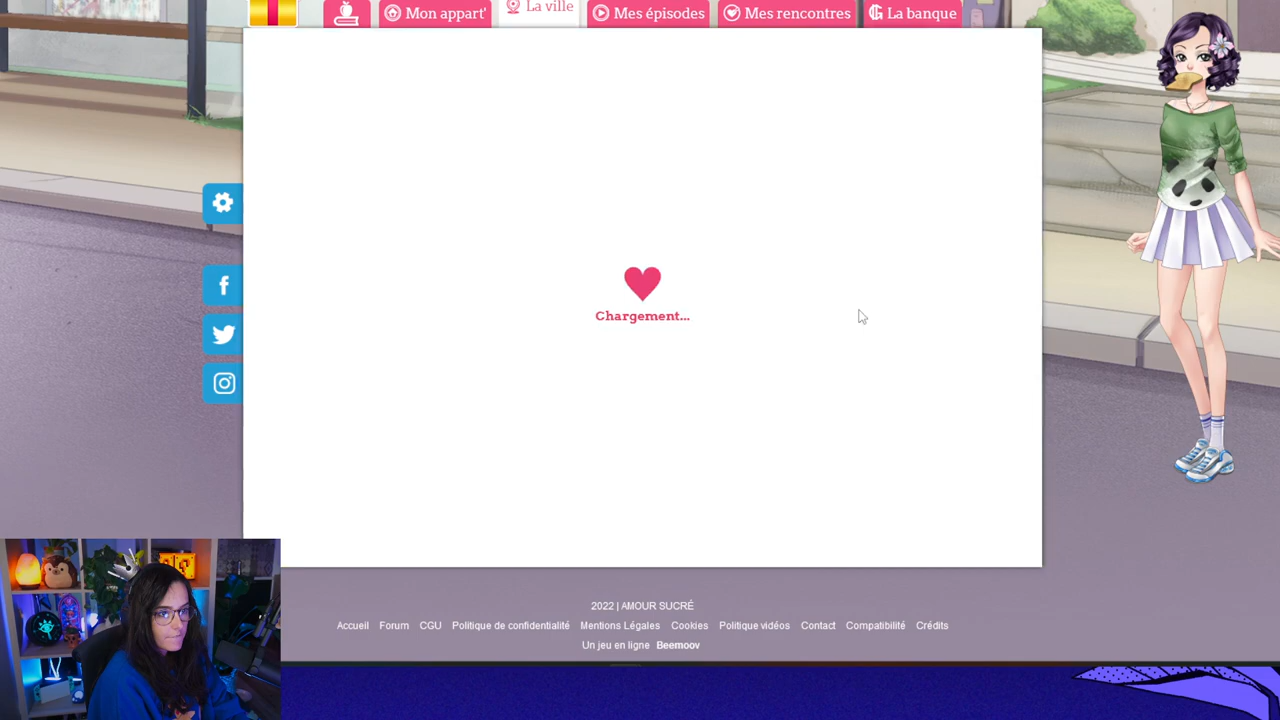 Mon appart'
La ville
Mes épisodes
Mes rencontres
La banque
Chargement...
2022 | AMOUR SUCRÉ
Accueil Forum CGU Politique de confidentialité Mentions Légales Cookies Politique vidéos Contact Compatibilité Crédits
Un jeu en ligne Beemoov